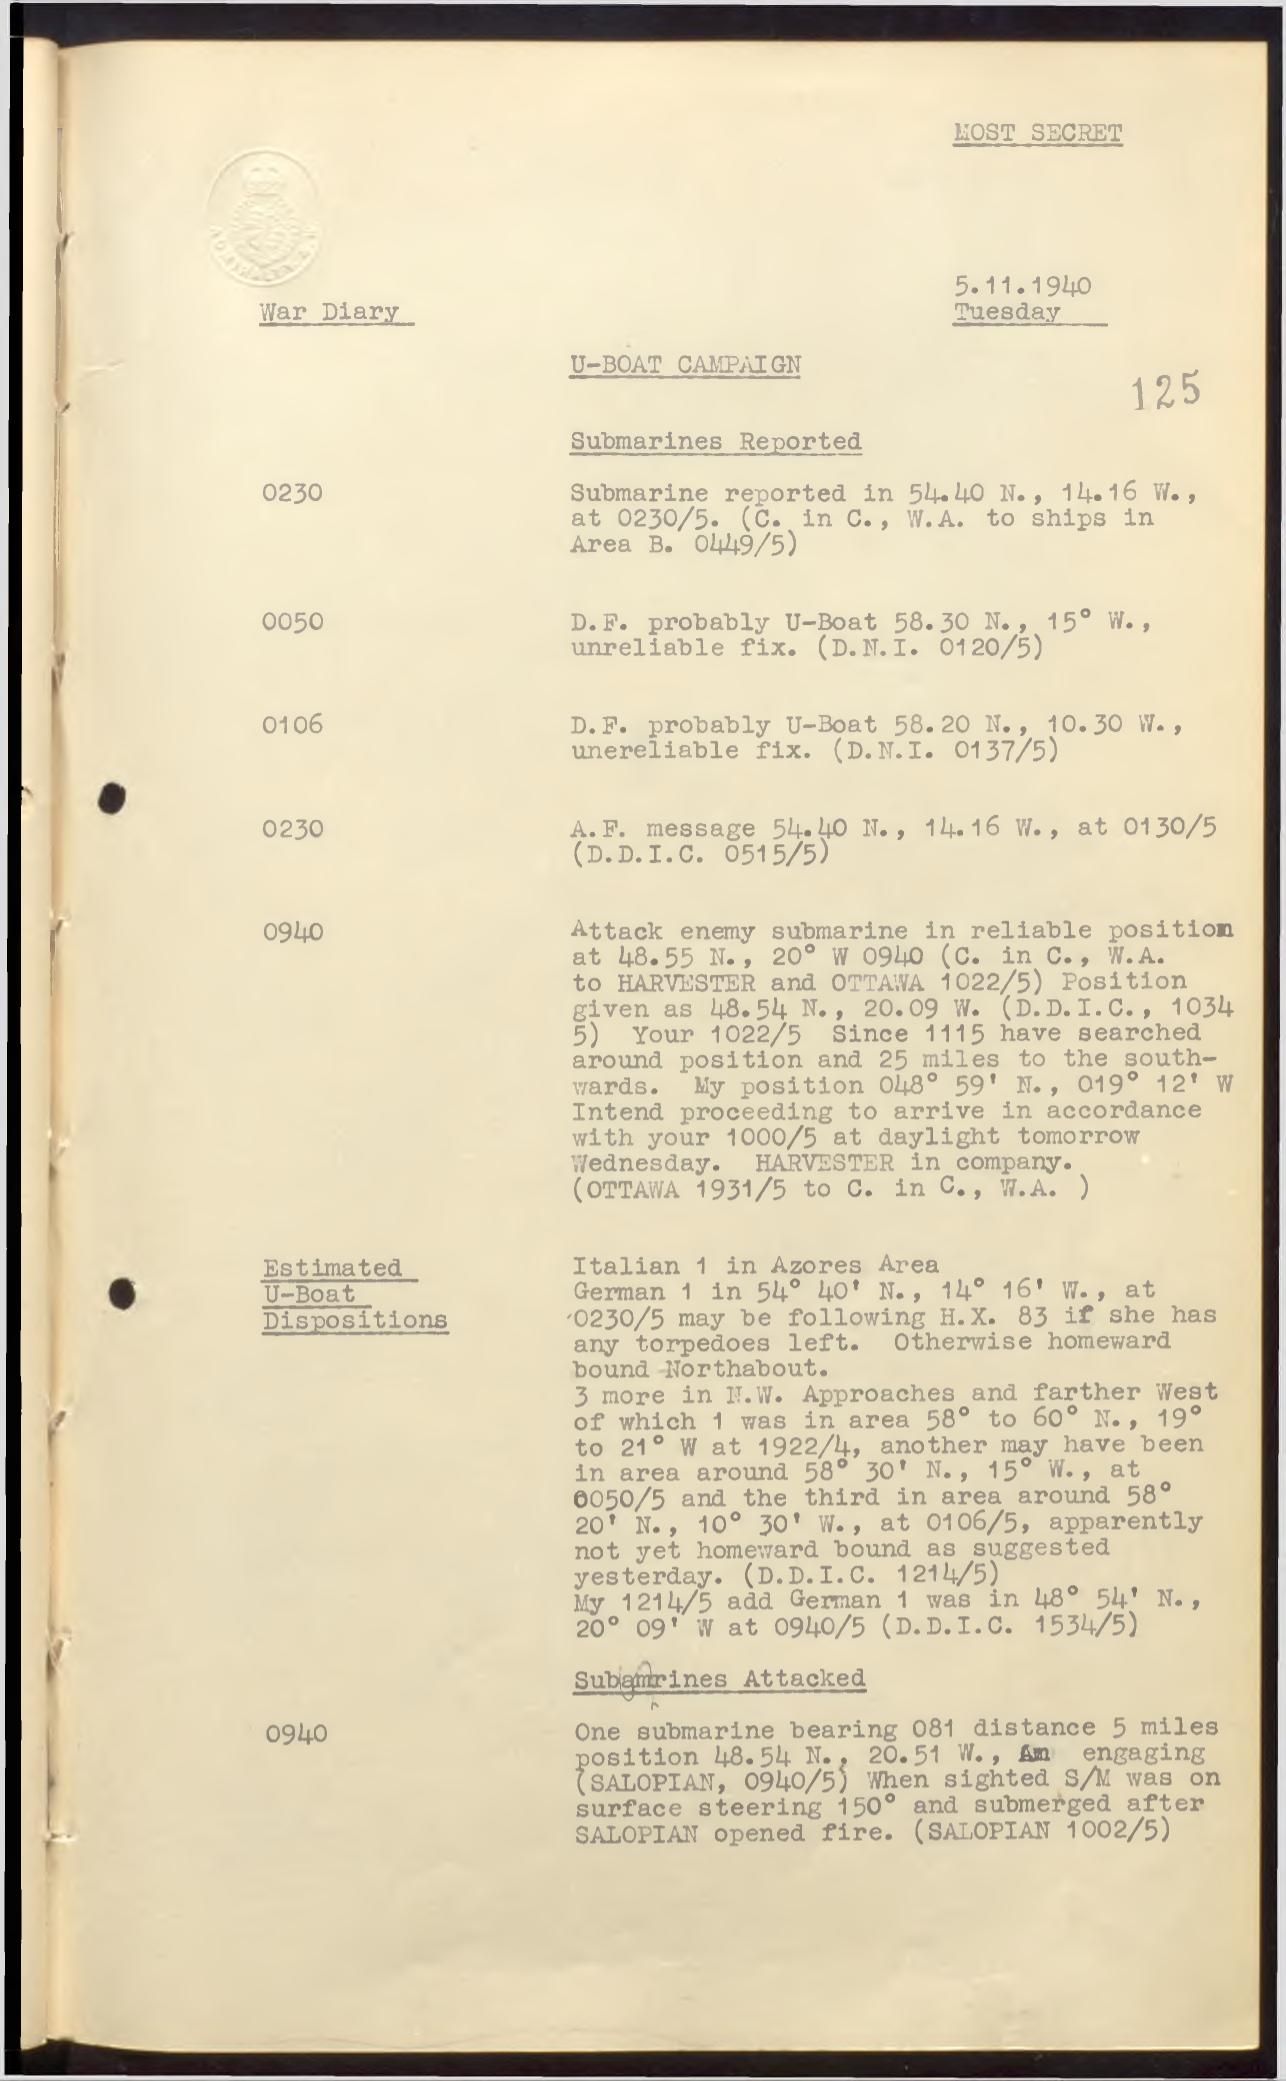 MOST SECRET
5.11.1940
War Diary
Tuesday
U-BOAT CAMPAIGN
125
Submarines Reported
0230
Submarine reported in 54.40 N., 14.16 W.,
at 0230/5. (C. in C., W.A. to ships in
Area B. 0449/5)
0050
D.F. probably U-Boat 58.30 N., 15° W.,
unreliable fix. (D.N.I. 0120/5)
0106
D.F. probably U-Boat 58.20 N., 10.30 W.,
unereliable fix. (D.N.I. 0137/5)
0230
A.F. message 54.40 N., 14.16 W., at 0130/5
(D.D.I.C. 0515/5)
0940
Attack enemy submarine in reliable position
at 48.55 N., 20° W 0940 (C. in C., W.A.
to HARVESTER and OTTAWA 1022/5) Position
given as 48.54 N., 20.09 W. (D.D.I.C., 1034
5) Your 1022/5 Since 1115 have searched
around position and 25 miles to the south-
wards. My position 048° 59' N., 019° 12' W
Intend proceeding to arrive in accordance
with your 1000/5 at daylight tomorrow
Wednesday. HARVESTER in company.
(OTTAWA 1931/5 to C. in C., W.A. )
Estimated
U-Boat
Dispositions
Italian 1 in Azores Area
German 1 in 54° 40' N., 14° 16' W., at
0230/5 may be following H.X. 83 if she has
any torpedoes left. Otherwise homeward
bound Northabout.
3 more in N.W. Approaches and farther West
of which 1 was in area 58° to 60° N., 19°
to 21° W at 1922/4, another may have been
in area around 58° 30' N., 15° W., at
0050/5 and the third in area around 58°
20' N., 10° 30' W., at 0106/5, apparently
not yet homeward bound as suggested
yesterday. (D.D.I.C. 1214/5)
My 1214/5 add German 1 was in 48° 54' N.,
20° 09' W at 0940/5 (D.D.I.C. 1534/5)
Subamrines Attacked
0940
One submarine bearing 081 distance 5 miles
position 48.54 N., 20.51 W., Am engaging
(SALOPIAN, 0940/5) When sighted S/M was on
surface steering 150° and submerged after
SALOPIAN opened fire. (SALOPIAN 1002/5)